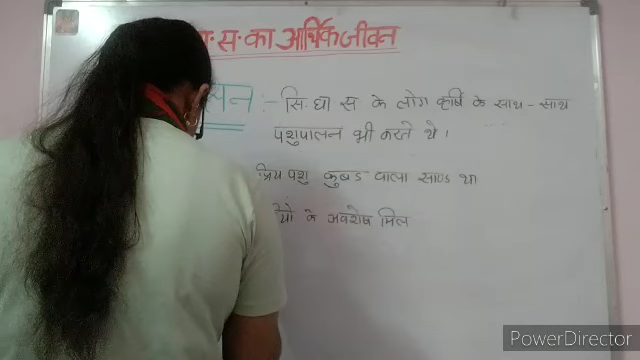 स॰ का आर्थिक जीवन
लन :- सि॰ घा॰ स॰ के लोग कृषि के साथ - साथ
पशुपालन भी करते थे।
प्रिय पशु कुबड वाला साण्ड था
यो के अवशेष मिल
PowerDirector